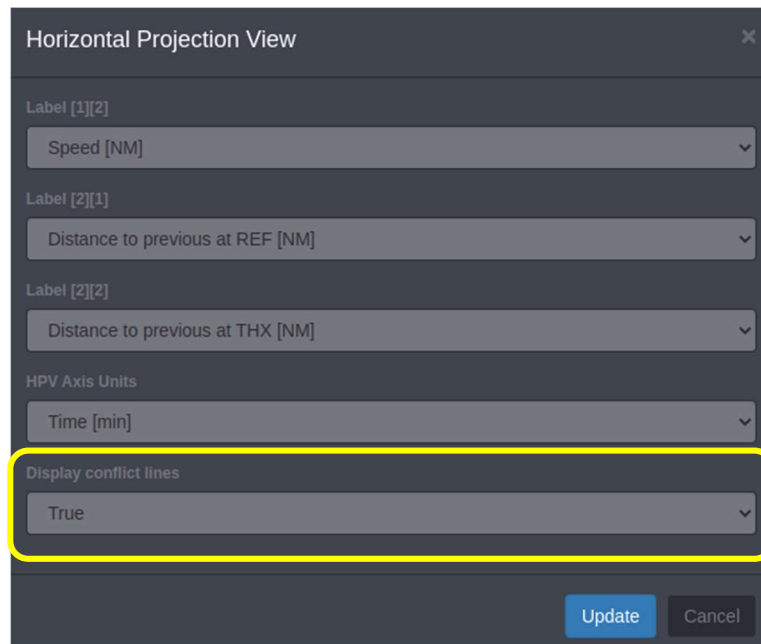 Horizontal Projection View
×
Label [1][2]
Speed [NM]
Label [2][1]
Distance to previous at REF [NM]
Label [2][2]
Distance to previous at THX [NM]
HPV Axis Units
Time [min]
Display conflict lines
True
Update Cancel